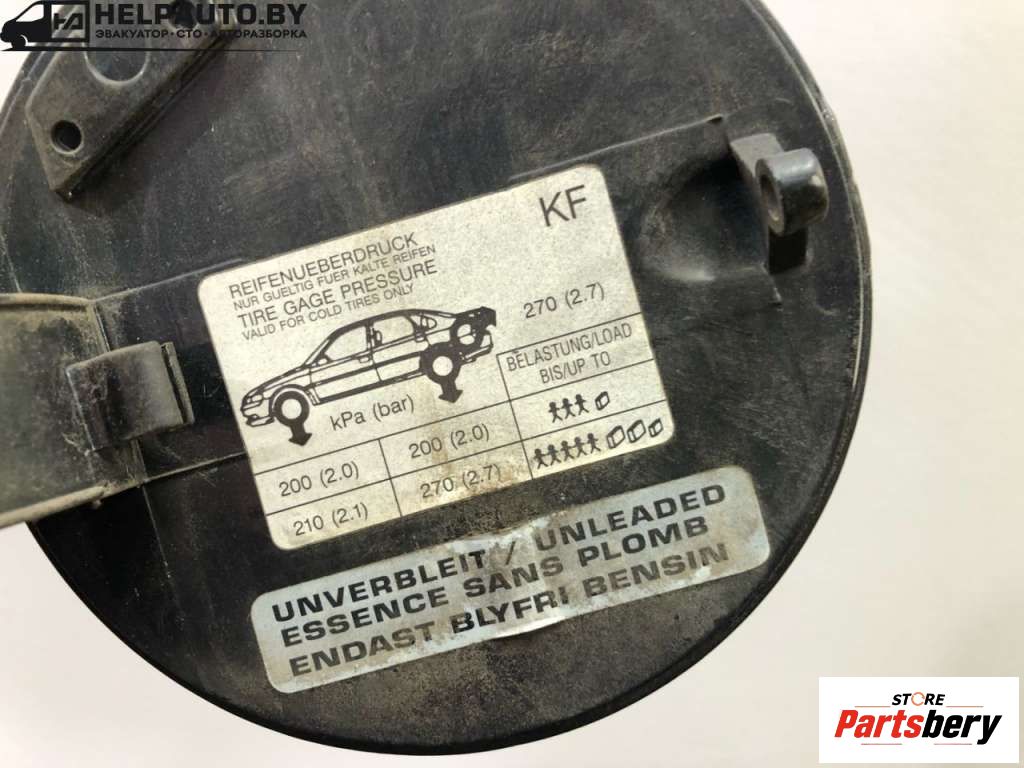 HELPAUTO.BY
ЭВАКУАТОР·СТО·АВТОРАЗБОРКА
KF
REIFENUEBERDRUCK
NUR GUELTIG FUER KALTE REIFEN
TIRE GAGE PRESSURE
VALID FOR COLD TIRES ONLY
270 (2.7)
kPa (bar)
BELASTUNG/LOAD
BIS/UP TO
200 (2.0) 200 (2.0)
210 (2.1) 270 (2.7)
UNVERBLEIT / UNLEADED
ESSENCE SANS PLOMB
ENDAST BLYFRI BENSIN
STORE
Partsbery